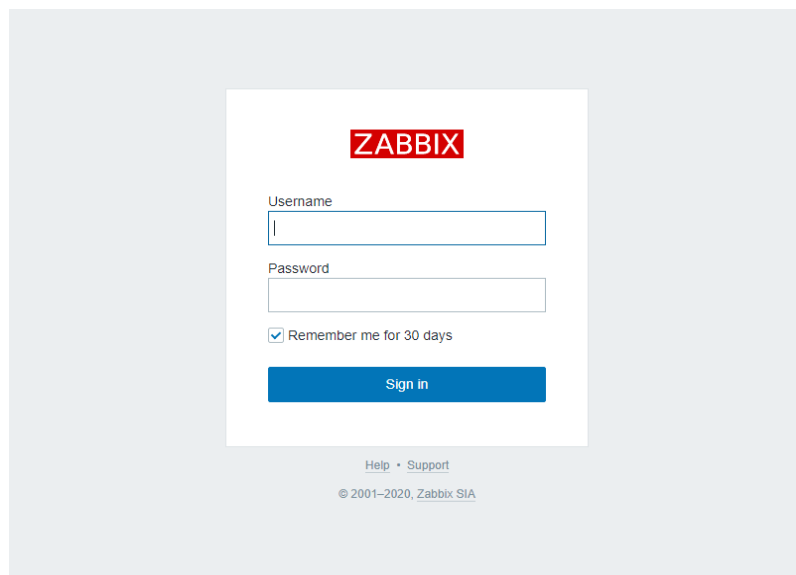 ZABBIX
Username
Password
Remember me for 30 days
Sign in
Help • Support
© 2001–2020, Zabbix SIA